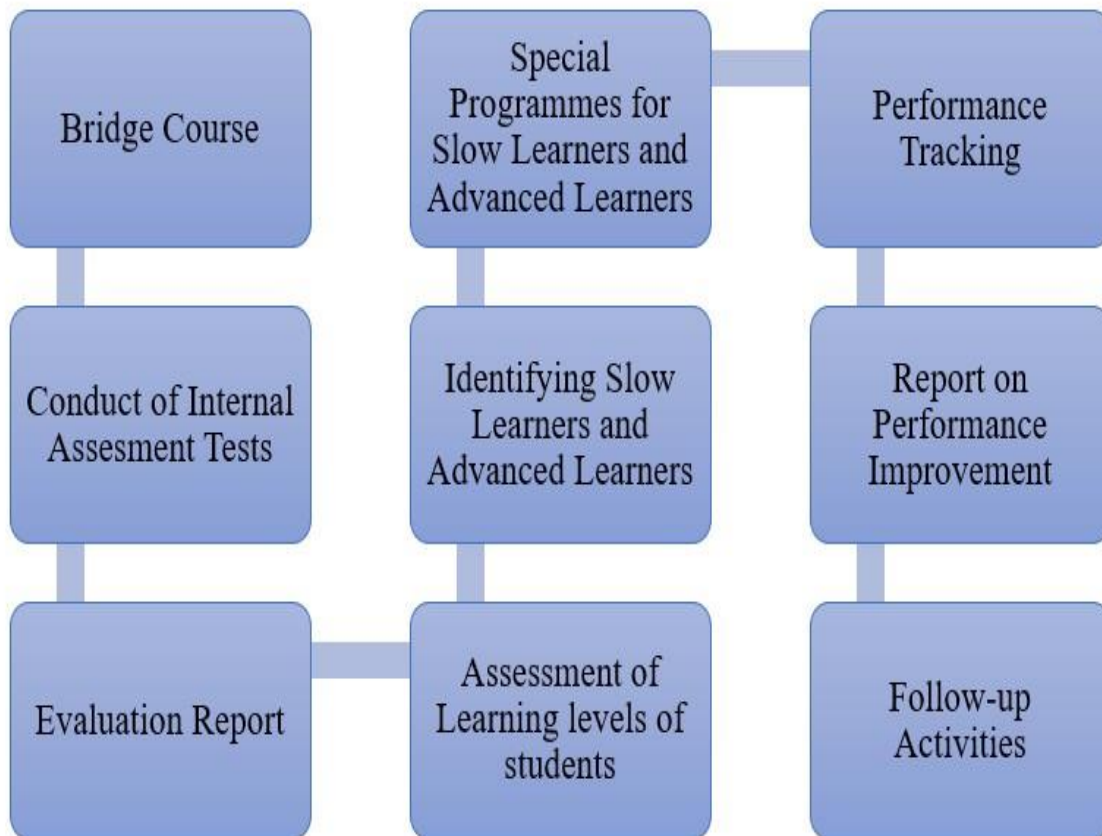 Bridge Course
Conduct of Internal
Assesment Tests
Evaluation Report
Assessment of
Learning levels of
students
Identifying Slow
Learners and
Advanced Learners
Special
Programmes for
Slow Learners and
Advanced Learners
Performance
Tracking
Report on
Performance
Improvement
Follow-up
Activities